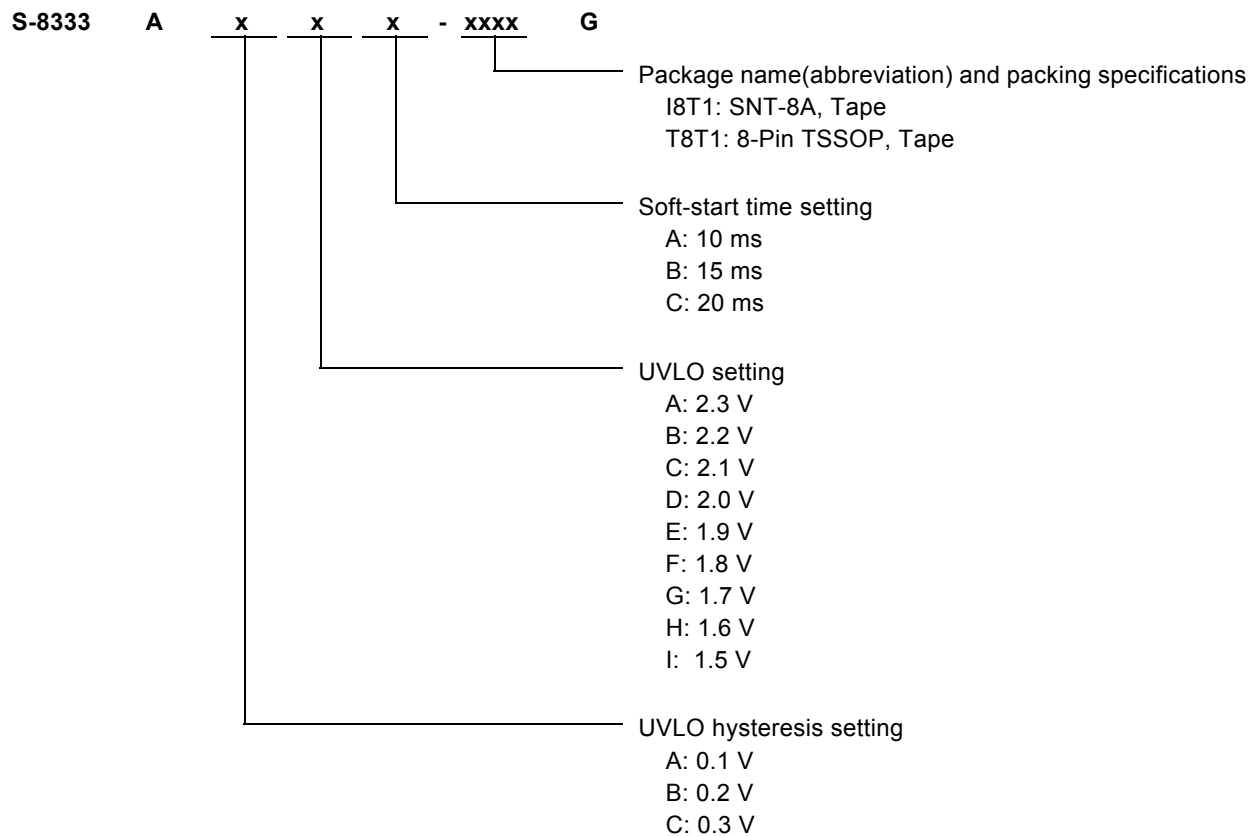 S-8333 A x x x - xxxx G
Package name(abbreviation) and packing specifications
I8T1: SNT-8A, Tape
T8T1: 8-Pin TSSOP, Tape
Soft-start time setting
A: 10 ms
B: 15 ms
C: 20 ms
UVLO setting
A: 2.3 V
B: 2.2 V
C: 2.1 V
D: 2.0 V
E: 1.9 V
F: 1.8 V
G: 1.7 V
H: 1.6 V
I: 1.5 V
UVLO hysteresis setting
A: 0.1 V
B: 0.2 V
C: 0.3 V